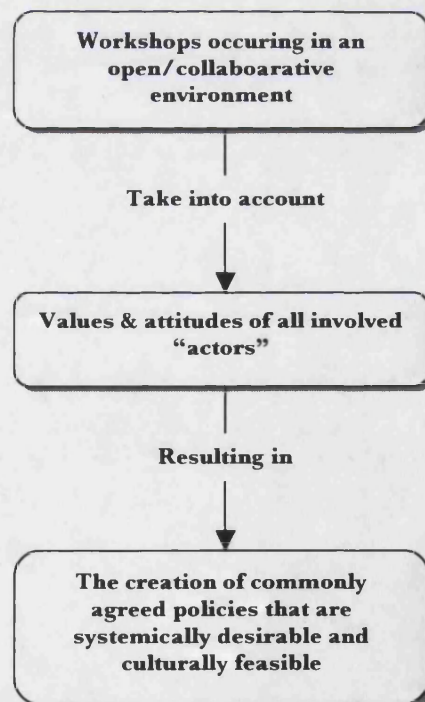 Workshops occuring in an
open/collaboarative
environment
Take into account
Values & attitudes of all involved
“actors”
Resulting in
The creation of commonly
agreed policies that are
systemically desirable and
culturally feasible